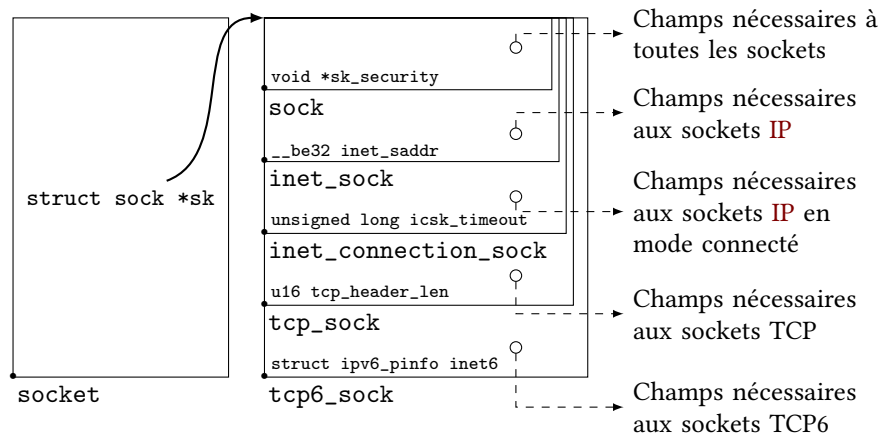 struct sock *sk
socket
void *sk_security
sock
__be32 inet_saddr
inet_sock
unsigned long icsk_timeout
inet_connection_sock
u16 tcp_header_len
tcp_sock
struct ipv6_pinfo inet6
tcp6_sock
Champs nécessaires à
toutes les sockets
Champs nécessaires
aux sockets IP
Champs nécessaires
aux sockets IP en
mode connecté
Champs nécessaires
aux sockets TCP
Champs nécessaires
aux sockets TCP6